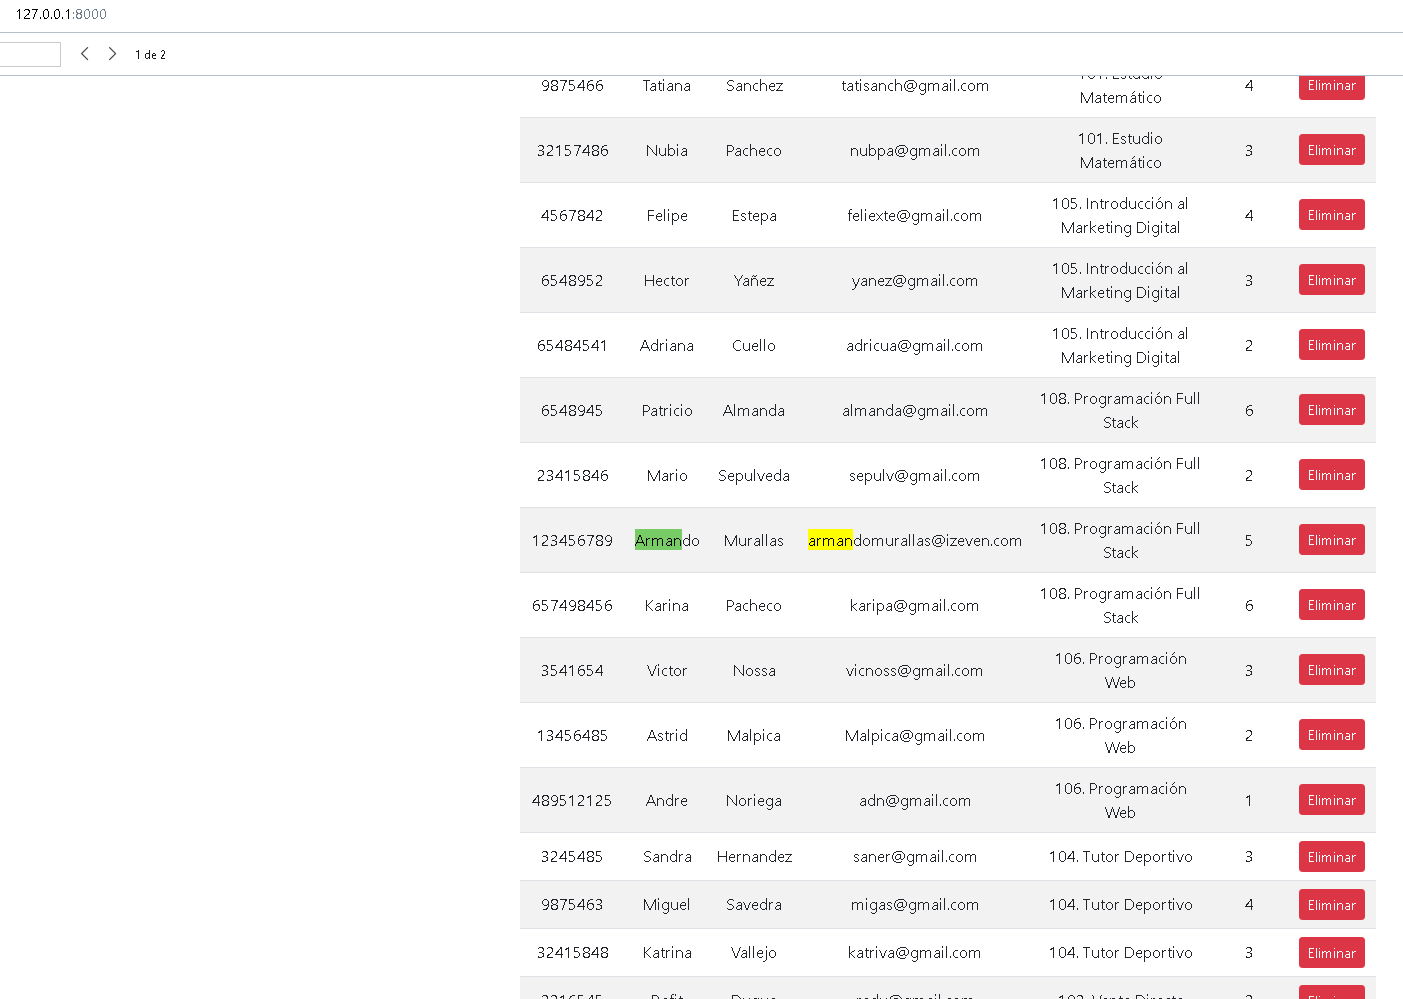 127.0.0.1:8000
1 de 2
9875466 Tatiana Sanchez tatisanch@gmail.com 101. Estudio Matemático 4 Eliminar
32157486 Nubia Pacheco nubpa@gmail.com 101. Estudio Matemático 3 Eliminar
4567842 Felipe Estepa feliexte@gmail.com 105. Introducción al Marketing Digital 4 Eliminar
6548952 Hector Yañez yanez@gmail.com 105. Introducción al Marketing Digital 3 Eliminar
65484541 Adriana Cuello adricua@gmail.com 105. Introducción al Marketing Digital 2 Eliminar
6548945 Patricio Almanda almanda@gmail.com 108. Programación Full Stack 6 Eliminar
23415846 Mario Sepulveda sepulv@gmail.com 108. Programación Full Stack 2 Eliminar
123456789 Armando Murallas armandomurallas@izeven.com 108. Programación Full Stack 5 Eliminar
657498456 Karina Pacheco karipa@gmail.com 108. Programación Full Stack 6 Eliminar
3541654 Victor Nossa vicnoss@gmail.com 106. Programación Web 3 Eliminar
13456485 Astrid Malpica Malpica@gmail.com 106. Programación Web 2 Eliminar
489512125 Andre Noriega adn@gmail.com 106. Programación Web 1 Eliminar
3245485 Sandra Hernandez saner@gmail.com 104. Tutor Deportivo 3 Eliminar
9875463 Miguel Savedra migas@gmail.com 104. Tutor Deportivo 4 Eliminar
32415848 Katrina Vallejo katriva@gmail.com 104. Tutor Deportivo 3 Eliminar